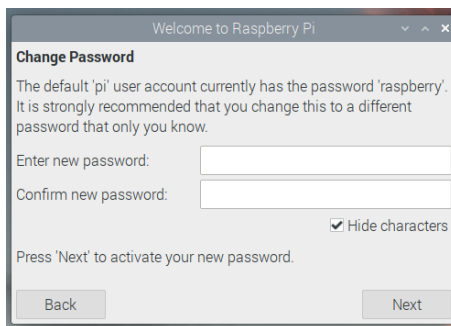 Welcome to Raspberry Pi
Change Password
The default 'pi' user account currently has the password 'raspberry'.
It is strongly recommended that you change this to a different
password that only you know.
Enter new password:
Confirm new password:
Hide characters
Press 'Next' to activate your new password.
Back
Next